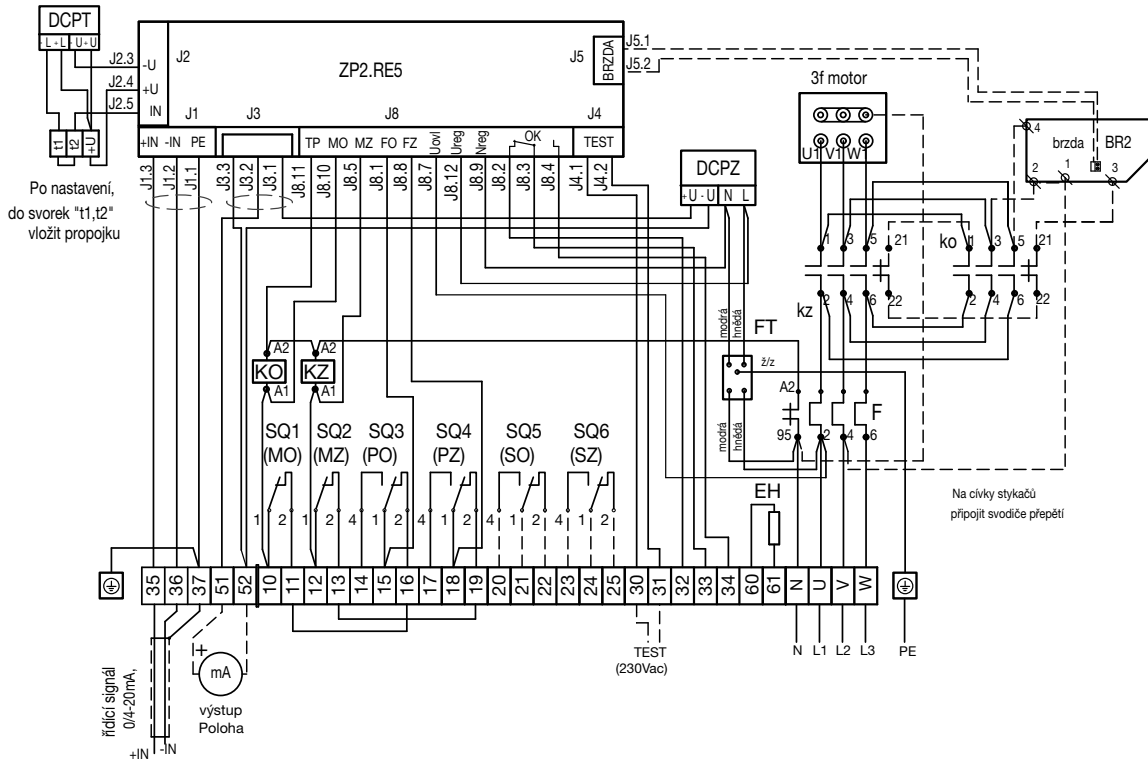 DCPT
- L + L - U + U
J2.3
J2.4
J2.5
-U
+U
IN
J2
ZP2.RE5
J5
BRZDA
J5.1
J5.2
J1
J3
J8
J4
+IN -IN PE
TP MO MZ FO FZ Uovl Ureg Nreg OK TEST
J1.3
J1.2
J1.1
J3.3
J3.2
J3.1
J8.11
J8.10
J8.5
J8.1
J8.8
J8.7
J8.12
J8.9
J8.2
J8.3
J8.4
J4.1
J4.2
t1
t2
+U
Po nastavení,
do svorek "t1,t2"
vložit propojku
DCPZ
+U - U N L
3f motor
U1 V1 W1
4
brzda
BR2
2
1
3
1 3 5 21
ko
1 3 5 21
2 4 6 22
kz
2 4 6 22
modrá
hnědá
FT
ž/z
modrá
hnědá
A2
KO
A1
A2
KZ
A1
A2
95
2 4 6
F
SQ1
(MO)
SQ2
(MZ)
SQ3
(PO)
SQ4
(PZ)
SQ5
(SO)
SQ6
(SZ)
1 2 1 2 4 1 2 4 1 2 4 1 2 4 1 2
EH
Na cívky stykačů
připojit svodiče přepětí
35 36 37 51 52 10 11 12 13 14 15 16 17 18 19 20 21 22 23 24 25 30 31 32 33 34 60 61 N U V W
N L1 L2 L3 PE
TEST
(230Vac)
řídící signál
0/4-20mA,
+
mA
výstup
Poloha
+IN
-IN